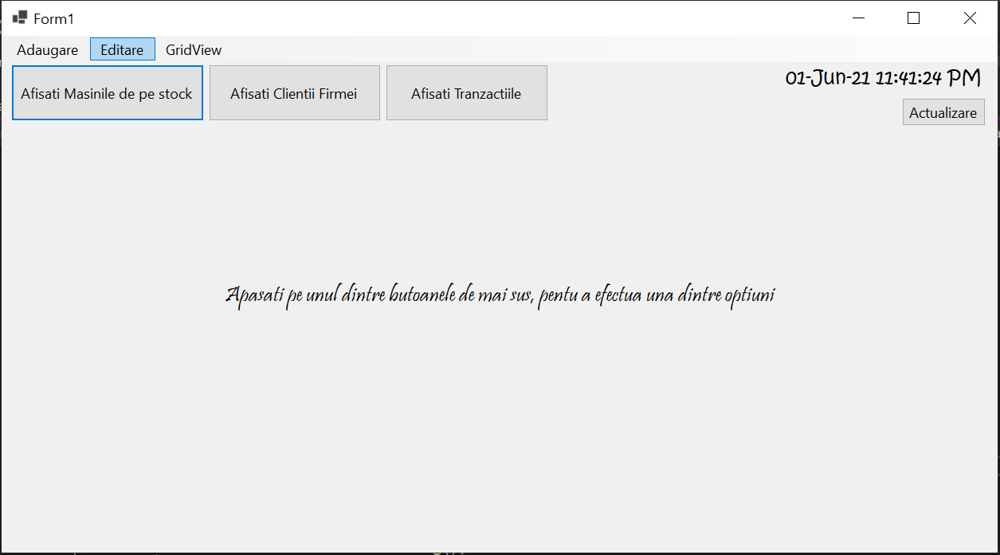 Form1
Adaugare Editare GridView
Afisati Masinile de pe stock Afisati Clientii Firmei Afisati Tranzactiile
01-Jun-21 11:41:24 PM
Actualizare
Apasati pe unul dintre butoanele de mai sus, pentu a efectua una dintre optiuni